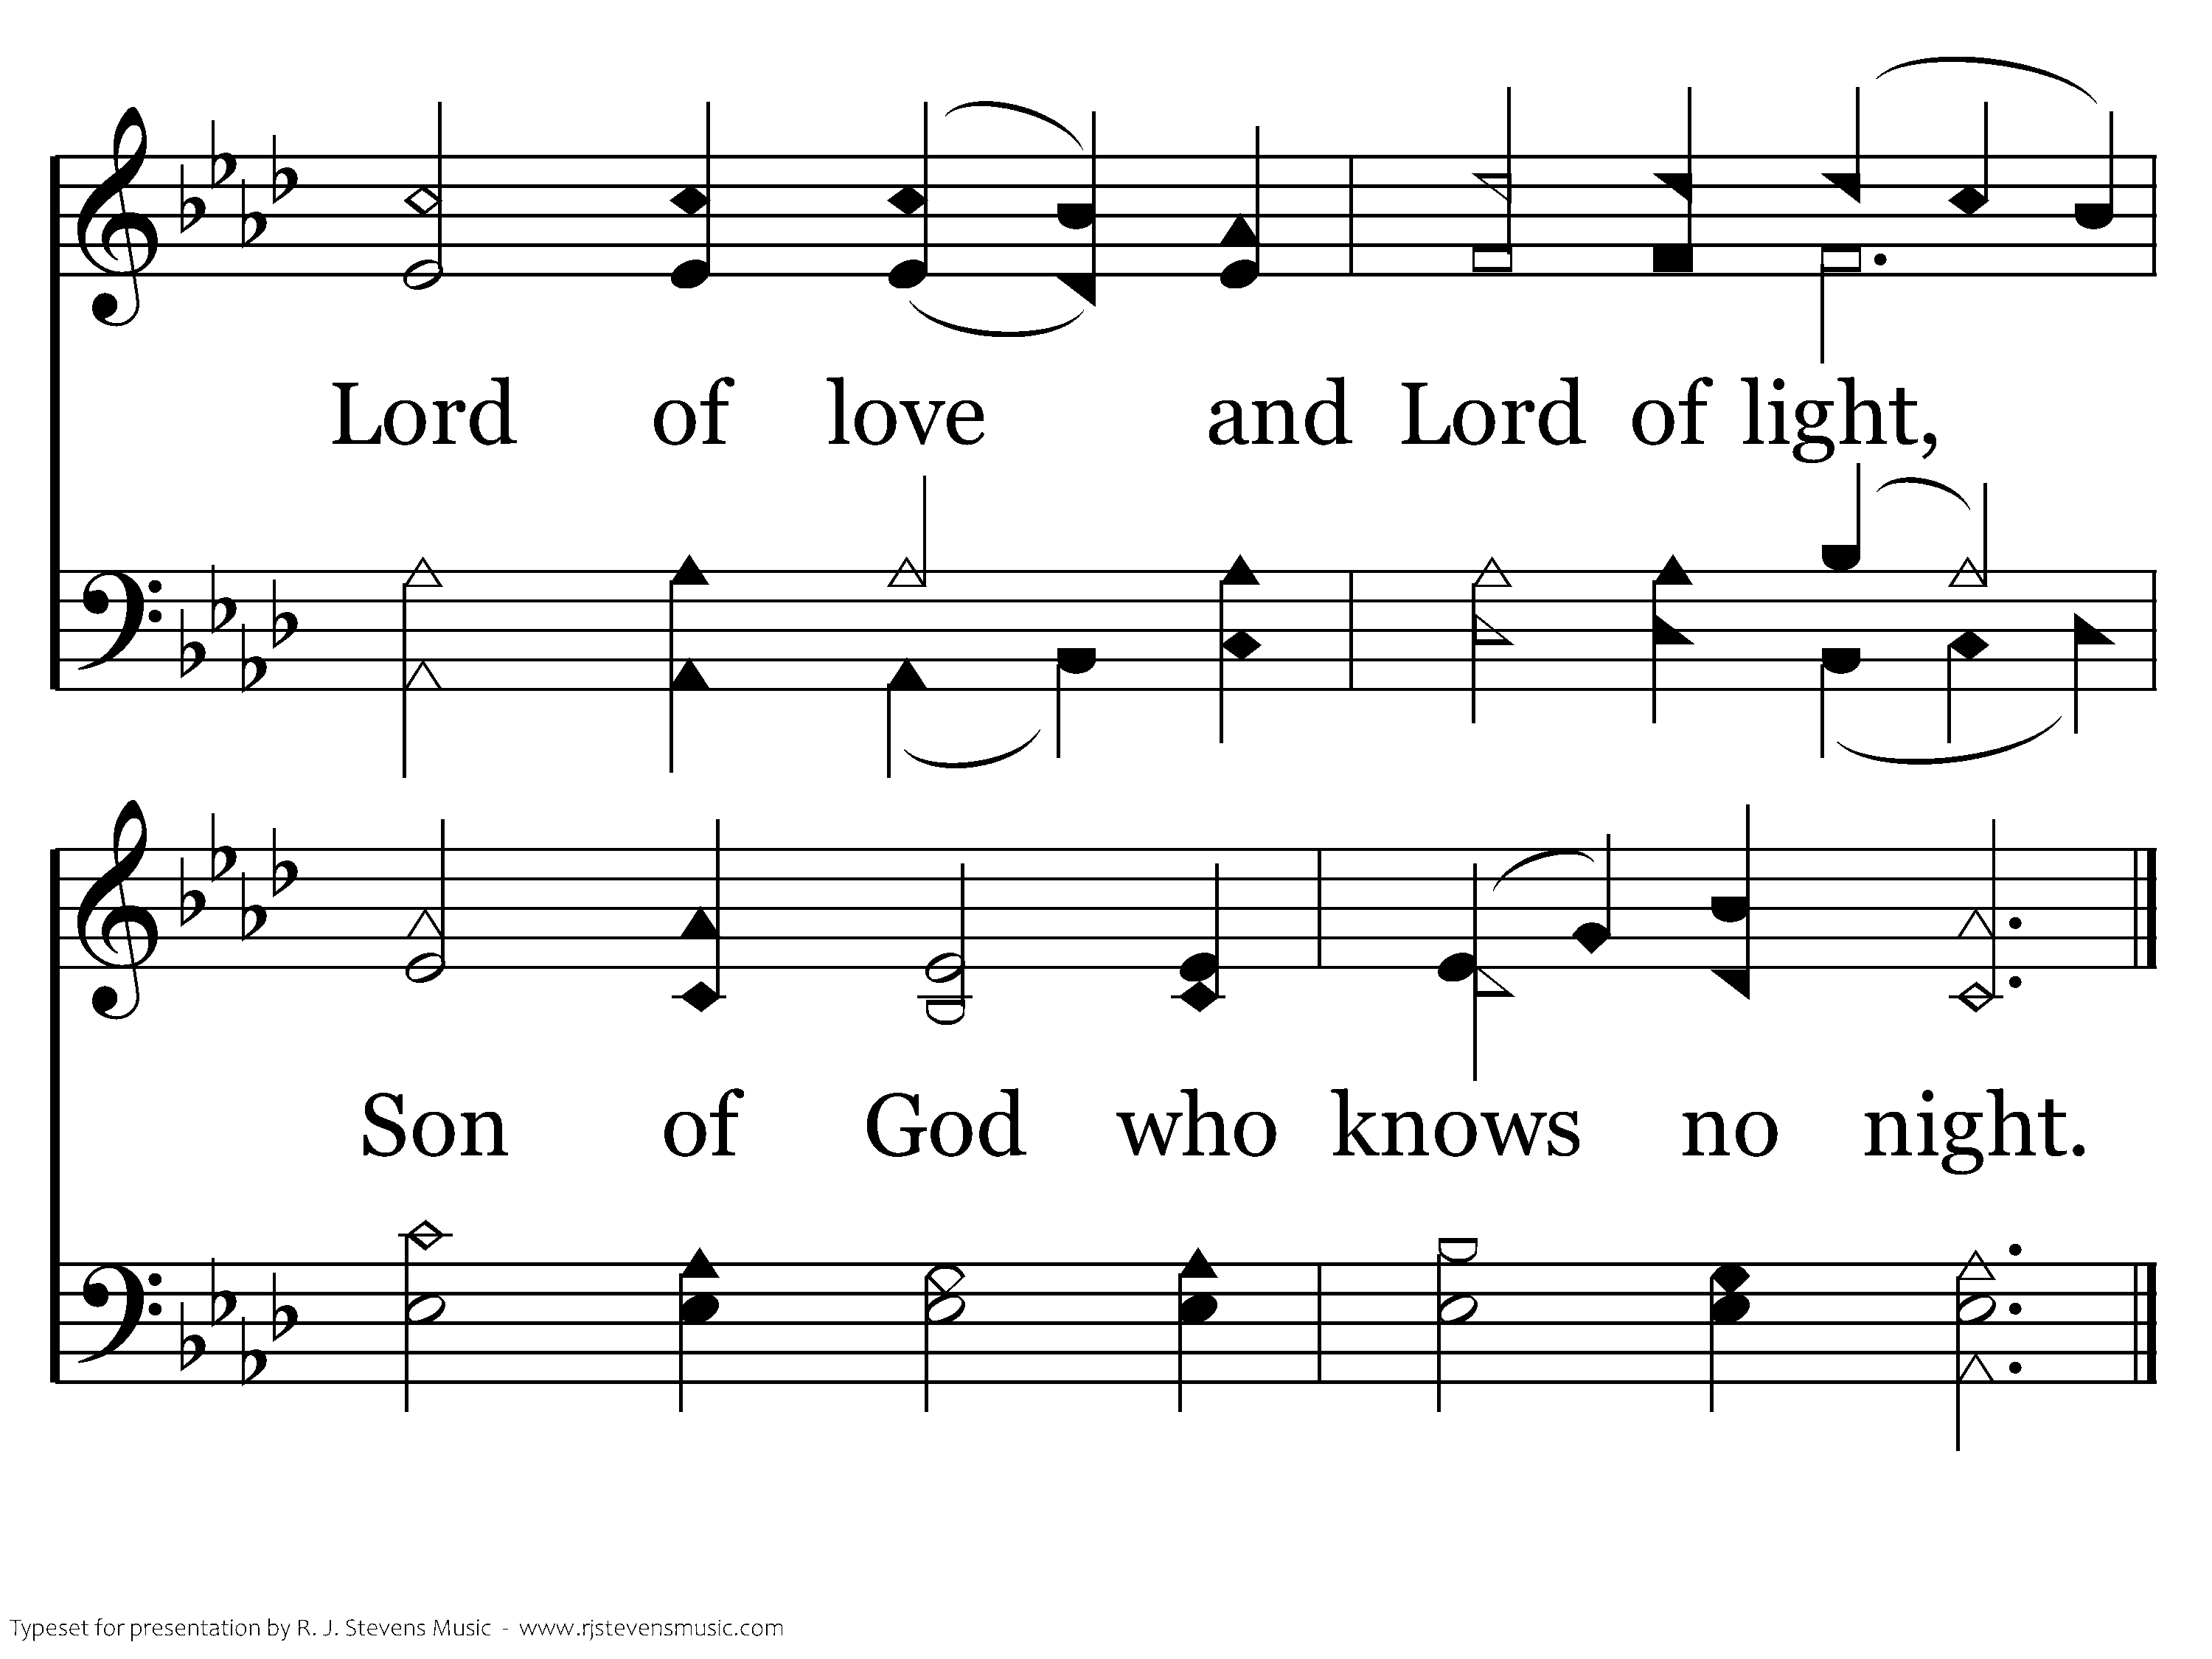 Lord of love and Lord of light,
Son of God who knows no night.
Typeset for presentation by R. J. Stevens Music - www.rjstevensmusic.com